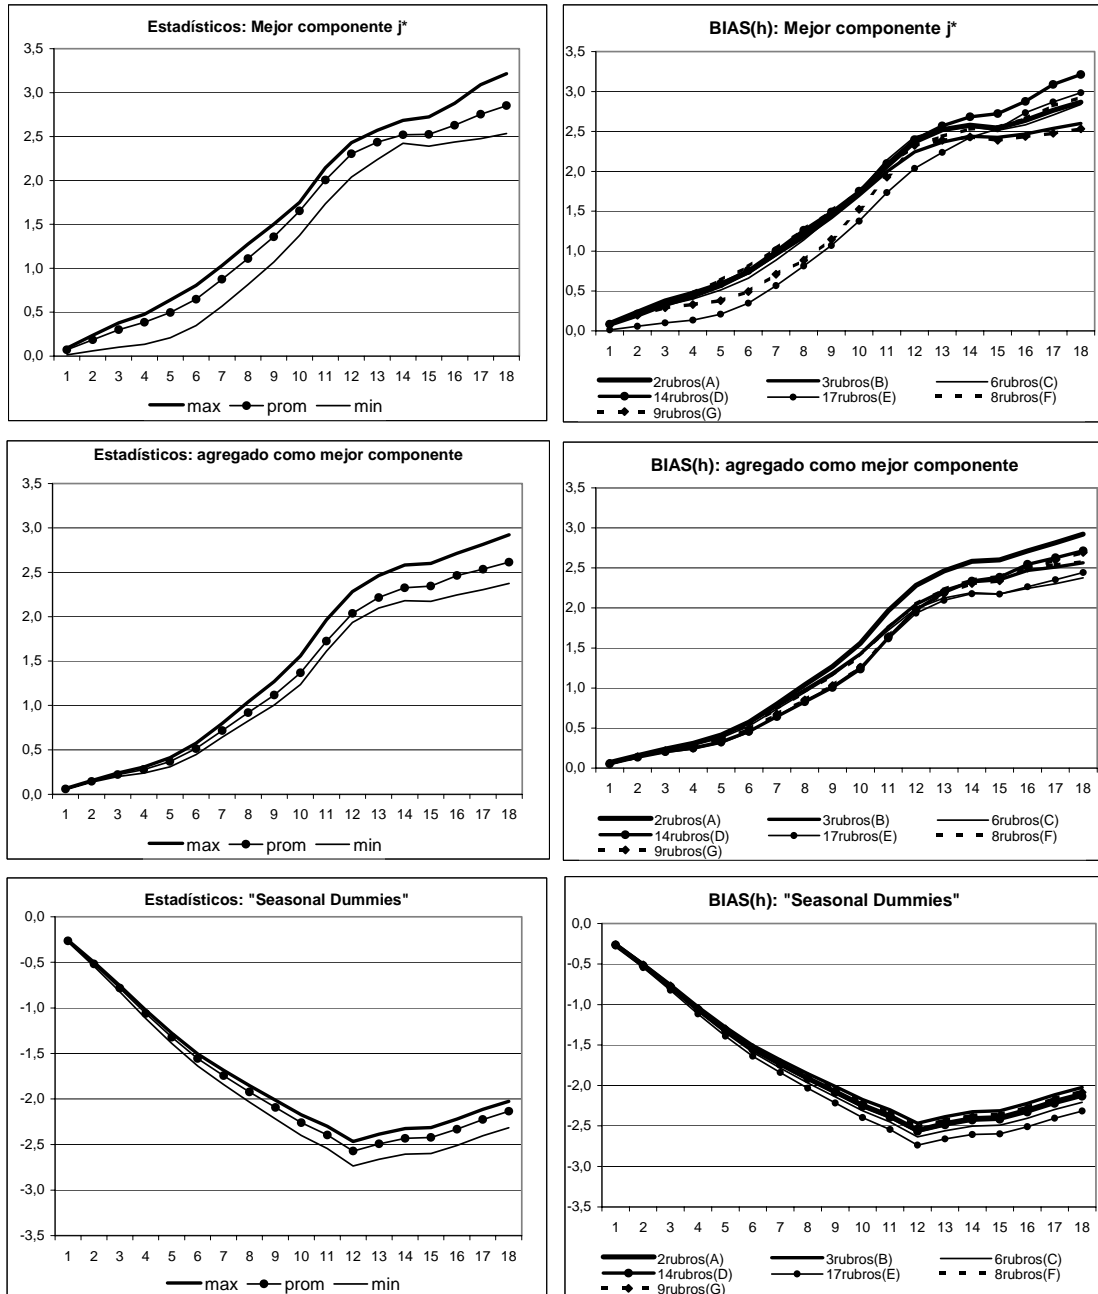 Estadísticos: Mejor componente j*
3,5
3,0
2,5
2,0
1,5
1,0
0,5
0,0
1 2 3 4 5 6 7 8 9 10 11 12 13 14 15 16 17 18
max prom min
BIAS(h): Mejor componente j*
3,5
3,0
2,5
2,0
1,5
1,0
0,5
0,0
1 2 3 4 5 6 7 8 9 10 11 12 13 14 15 16 17 18
2rubros(A) 3rubros(B) 6rubros(C)
14rubros(D) 17rubros(E) 8rubros(F)
9rubros(G)
Estadísticos: agregado como mejor componente
3,5
3,0
2,5
2,0
1,5
1,0
0,5
0,0
1 2 3 4 5 6 7 8 9 10 11 12 13 14 15 16 17 18
max prom min
BIAS(h): agregado como mejor componente
3,5
3,0
2,5
2,0
1,5
1,0
0,5
0,0
1 2 3 4 5 6 7 8 9 10 11 12 13 14 15 16 17 18
2rubros(A) 3rubros(B) 6rubros(C)
14rubros(D) 17rubros(E) 8rubros(F)
9rubros(G)
Estadísticos: "Seasonal Dummies"
0,0
-0,5
-1,0
-1,5
-2,0
-2,5
-3,0
-3,5
1 2 3 4 5 6 7 8 9 10 11 12 13 14 15 16 17 18
max prom min
BIAS(h): "Seasonal Dummies"
0,0
-0,5
-1,0
-1,5
-2,0
-2,5
-3,0
-3,5
1 2 3 4 5 6 7 8 9 10 11 12 13 14 15 16 17 18
2rubros(A) 3rubros(B) 6rubros(C)
14rubros(D) 17rubros(E) 8rubros(F)
9rubros(G)